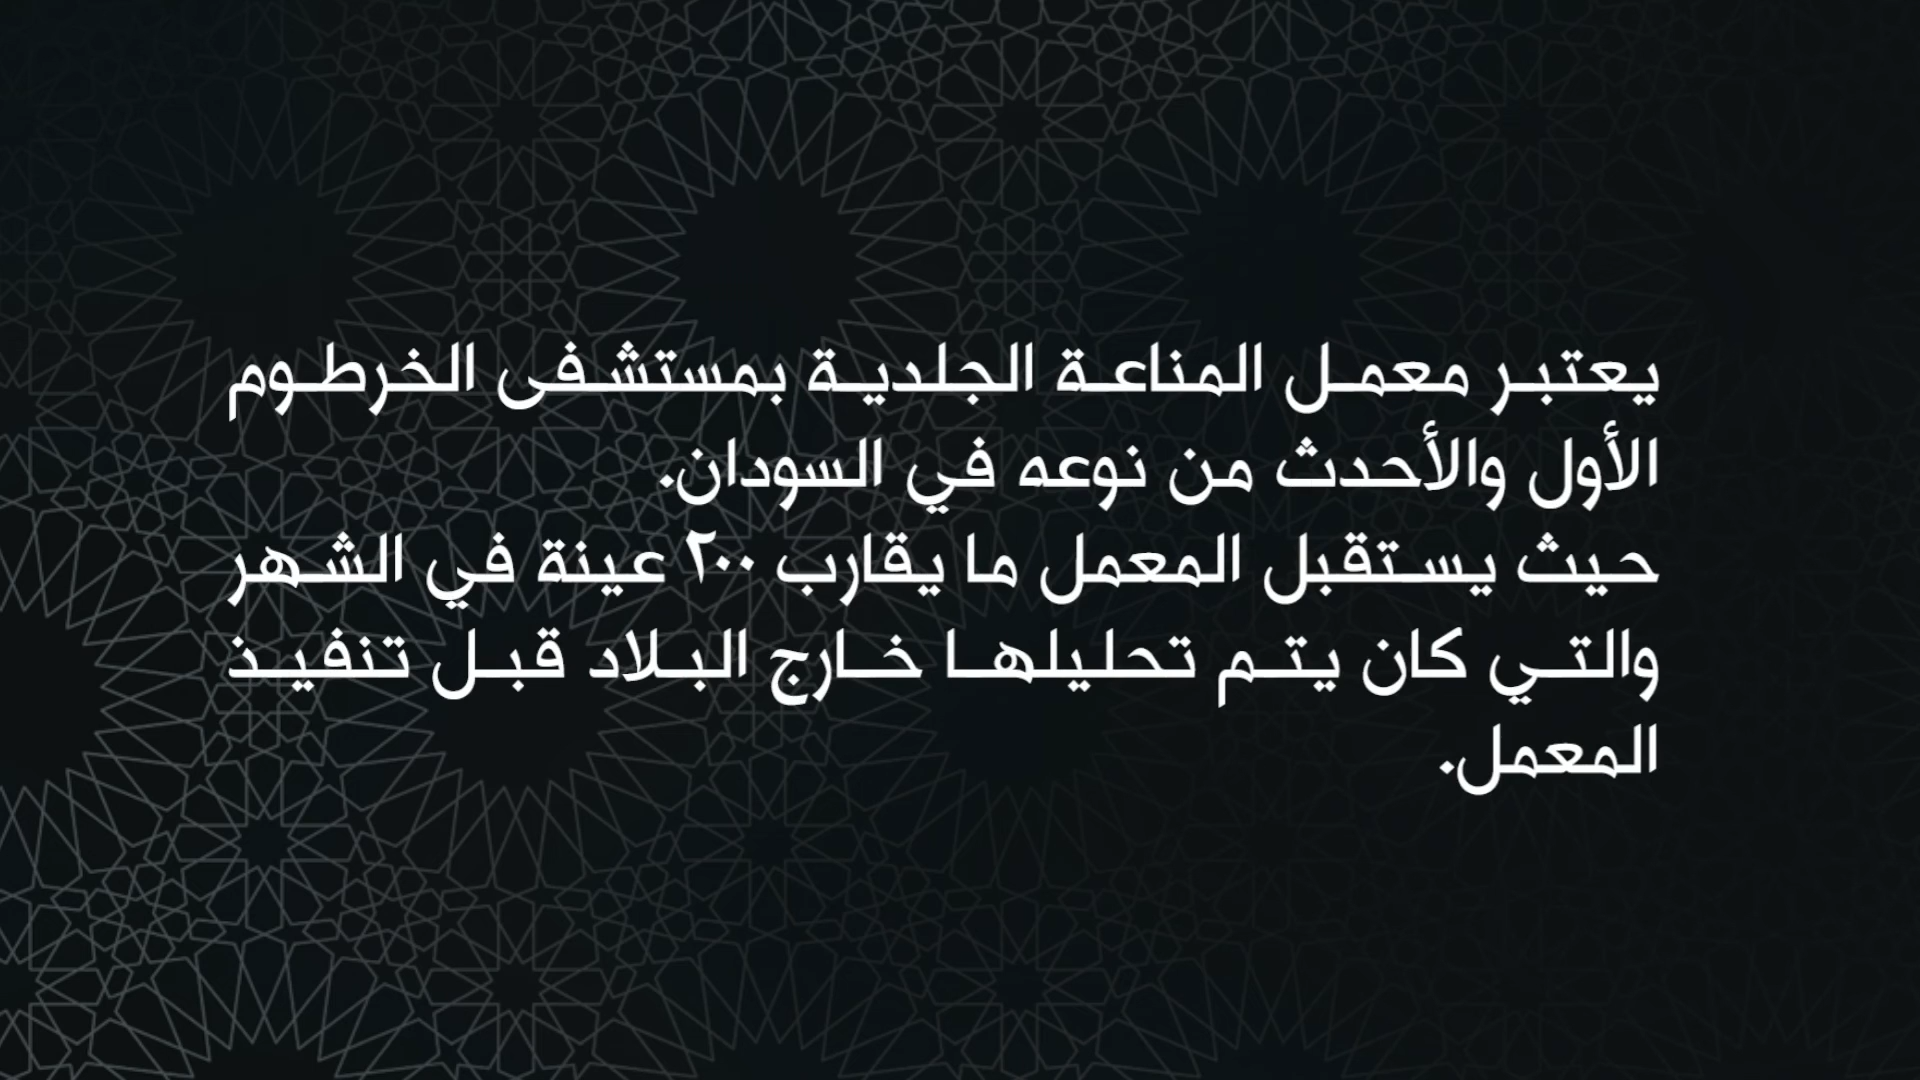 يعتبر معمل المناعة الجلدية بمستشفى الخرطوم
الأول والأحدث من نوعه في السودان.
حيث يستقبل المعمل ما يقارب ٢٠٠ عينة في الشهر
والتي كان يتم تحليلها خارج البلاد قبل تنفيذ
المعمل.